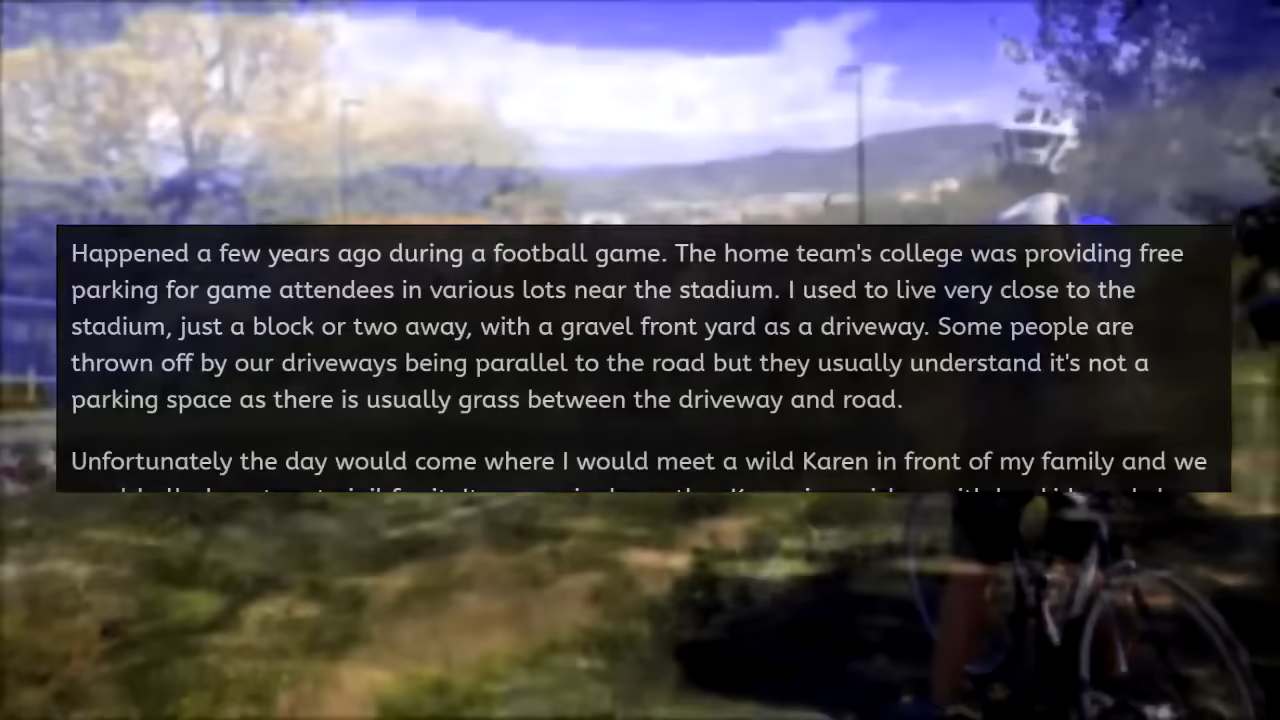 Happened a few years ago during a football game. The home team's college was providing free
parking for game attendees in various lots near the stadium. I used to live very close to the
stadium, just a block or two away, with a gravel front yard as a driveway. Some people are
thrown off by our driveways being parallel to the road but they usually understand it's not a
parking space as there is usually grass between the driveway and road.
Unfortunately the day would come where I would meet a wild Karen in front of my family and we